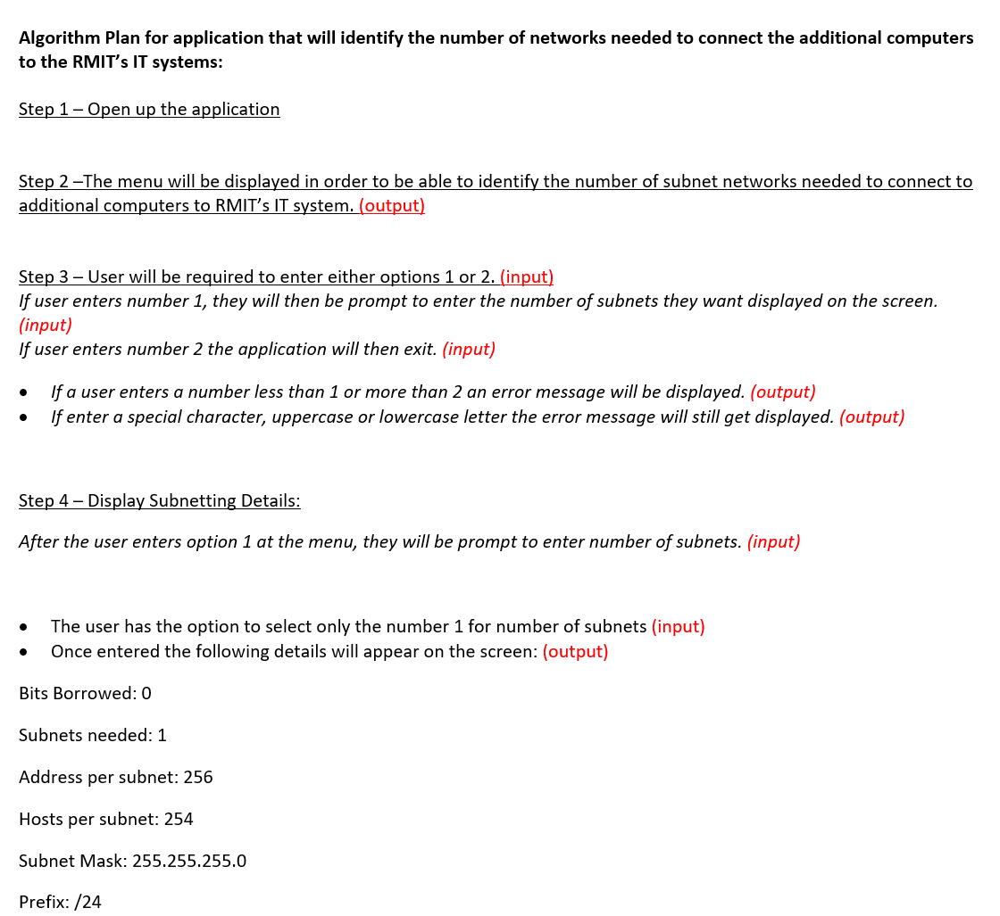 Algorithm Plan for application that will identify the number of networks needed to connect the additional computers
to the RMIT’s IT systems:
Step 1 – Open up the application
Step 2 –The menu will be displayed in order to be able to identify the number of subnet networks needed to connect to
additional computers to RMIT’s IT system. (output)
Step 3 – User will be required to enter either options 1 or 2. (input)
If user enters number 1, they will then be prompt to enter the number of subnets they want displayed on the screen.
(input)
If user enters number 2 the application will then exit. (input)
• If a user enters a number less than 1 or more than 2 an error message will be displayed. (output)
• If enter a special character, uppercase or lowercase letter the error message will still get displayed. (output)
Step 4 – Display Subnetting Details:
After the user enters option 1 at the menu, they will be prompt to enter number of subnets. (input)
• The user has the option to select only the number 1 for number of subnets (input)
• Once entered the following details will appear on the screen: (output)
Bits Borrowed: 0
Subnets needed: 1
Address per subnet: 256
Hosts per subnet: 254
Subnet Mask: 255.255.255.0
Prefix: /24